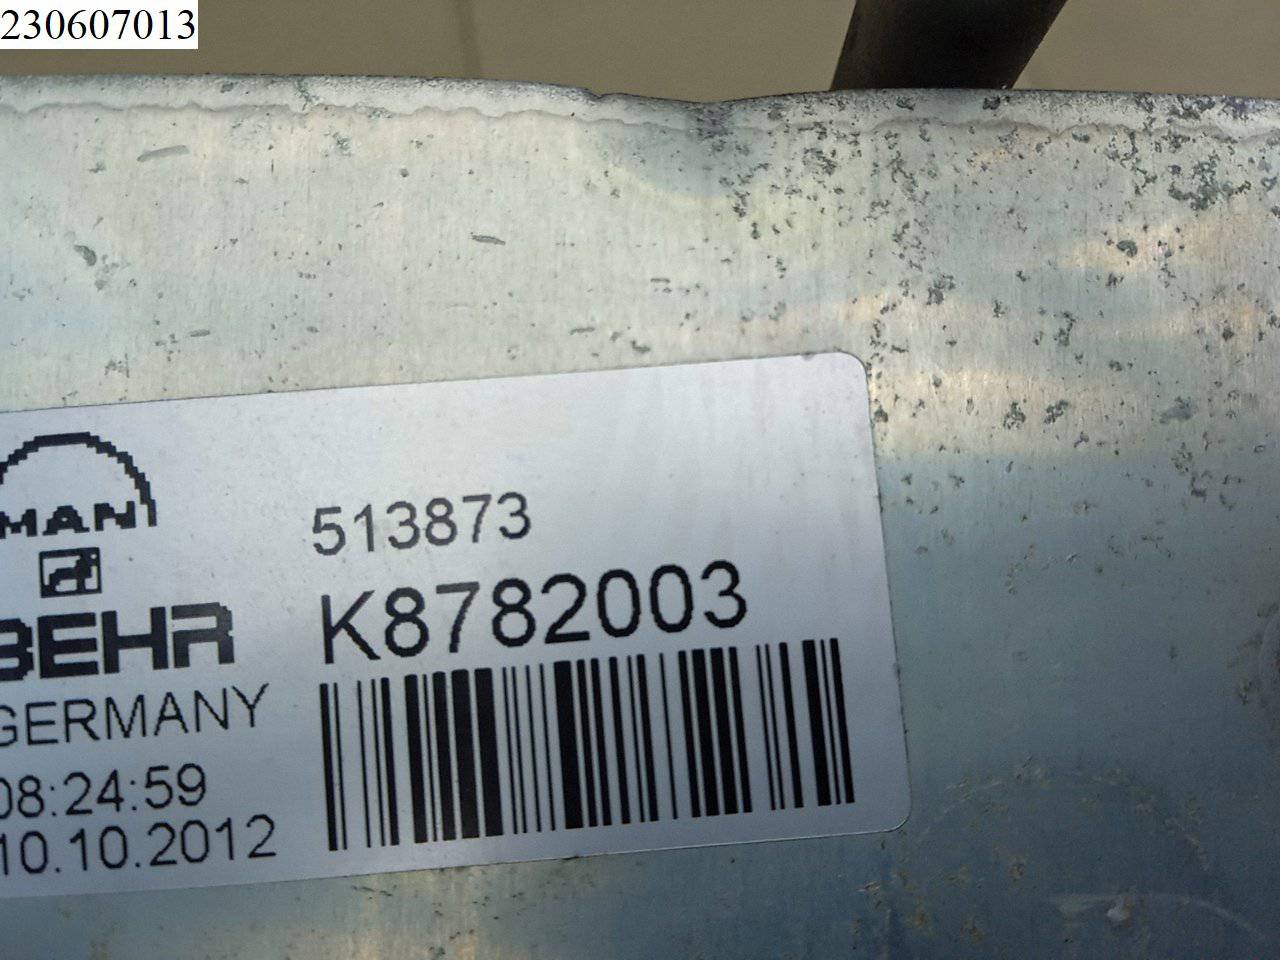 230607013
MAN
513873
K8782003
BEHR
GERMANY
08:24:59
10.10.2012